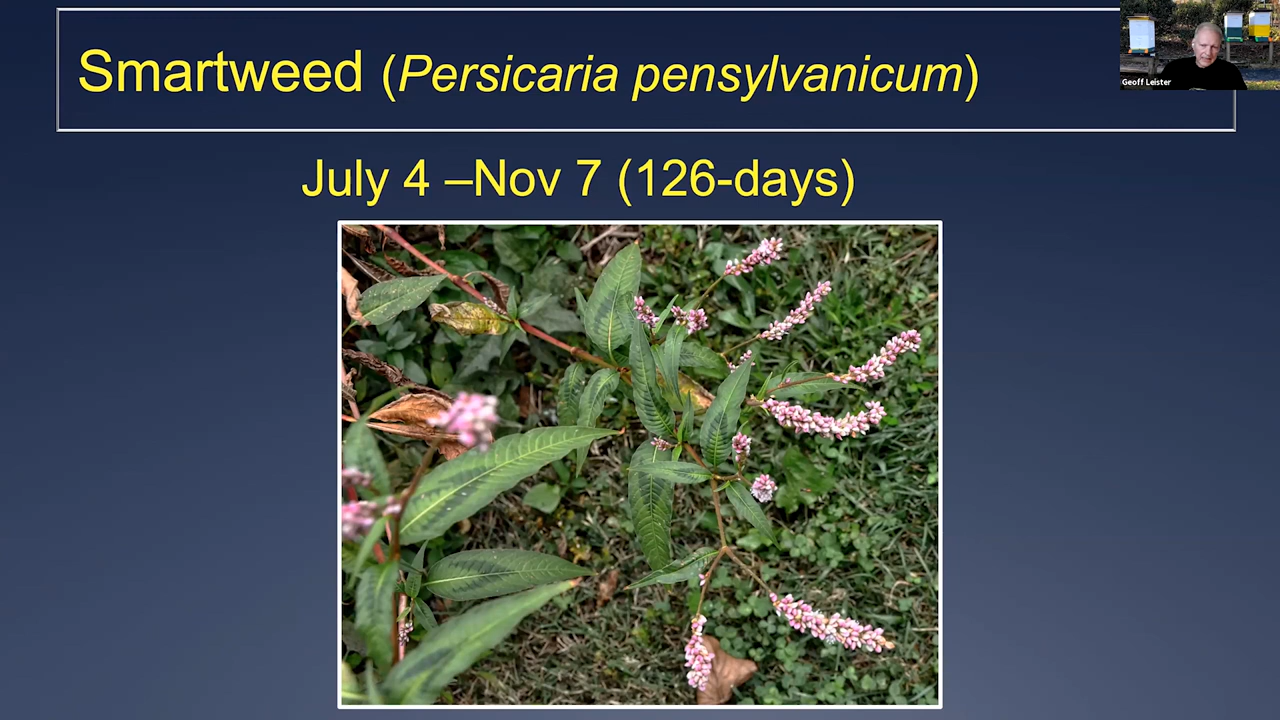 Smartweed (Persicaria pensylvanicum)
Geoff Leister
July 4 –Nov 7 (126-days)